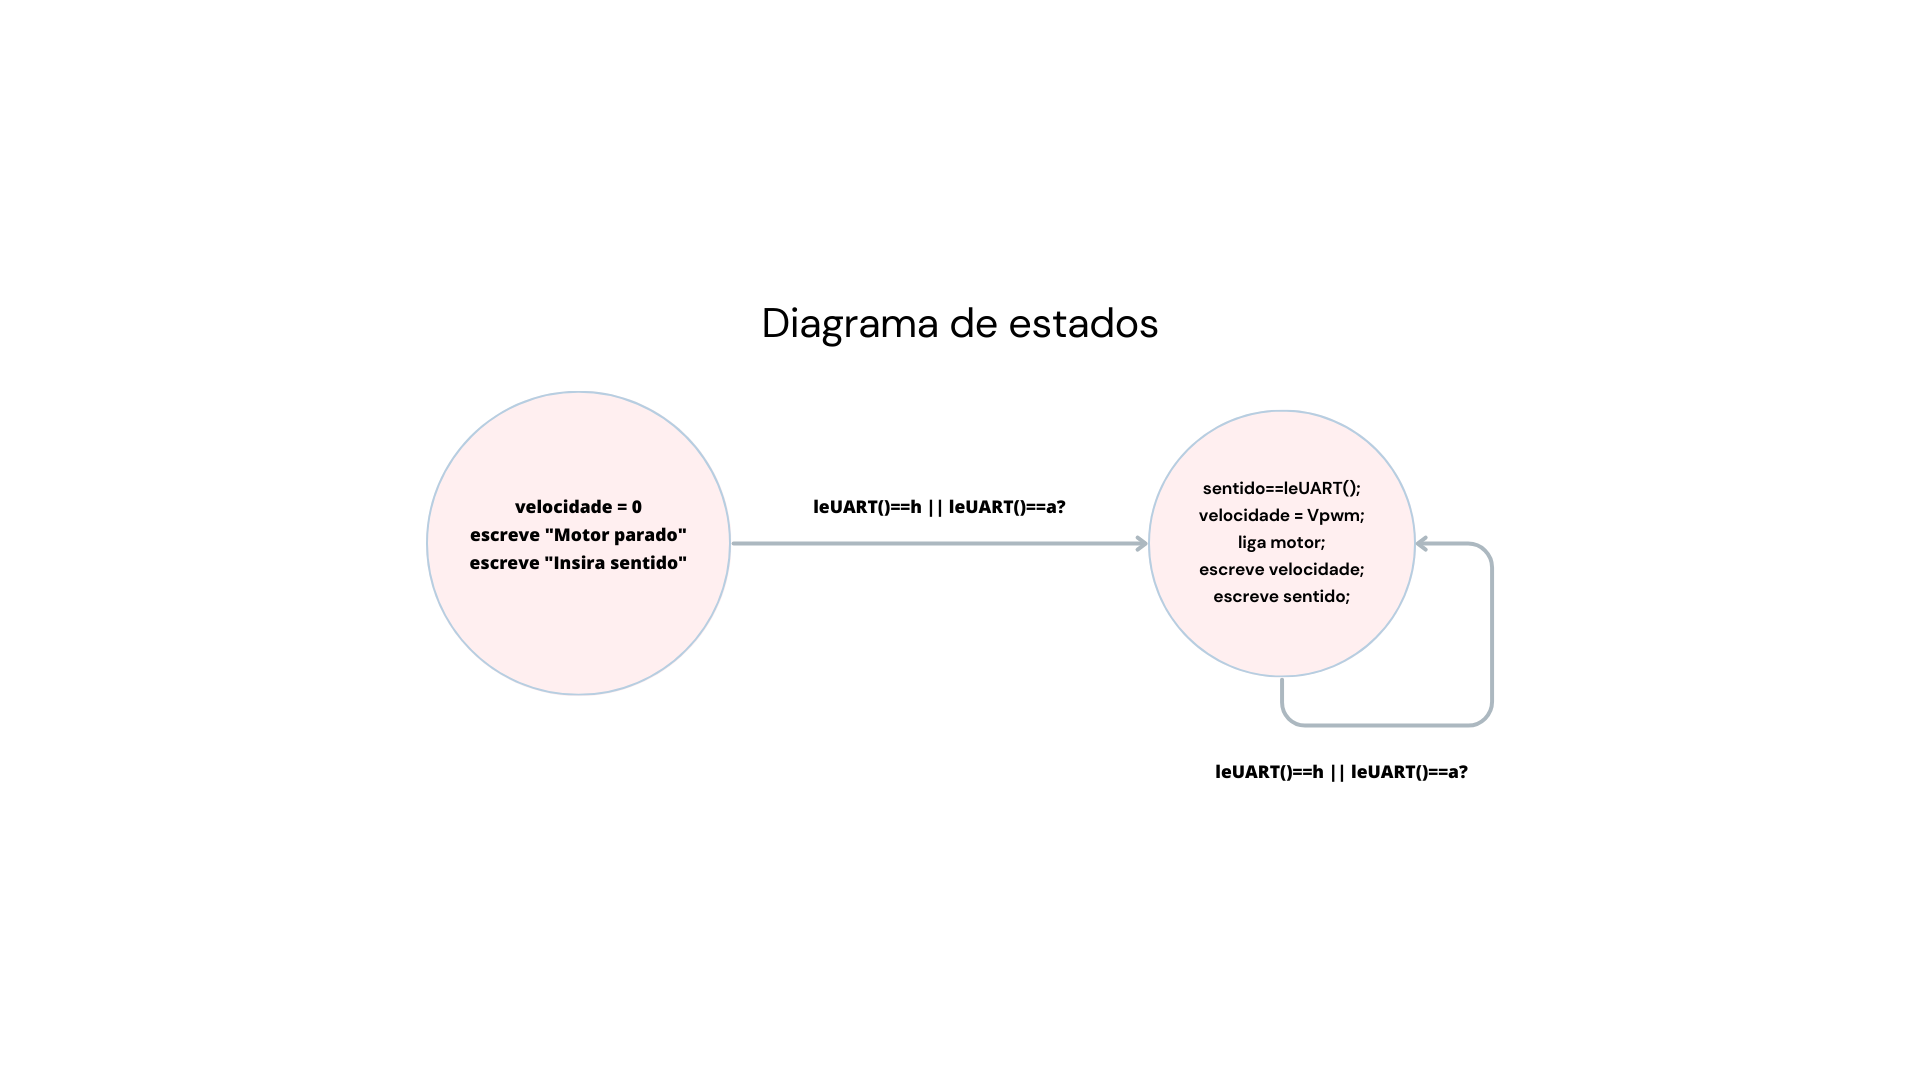 Diagrama de estados
velocidade = 0
escreve "Motor parado"
escreve "Insira sentido"
leUART()==h || leUART()==a?
sentido==leUART();
velocidade = Vpwm;
liga motor;
escreve velocidade;
escreve sentido;
leUART()==h || leUART()==a?